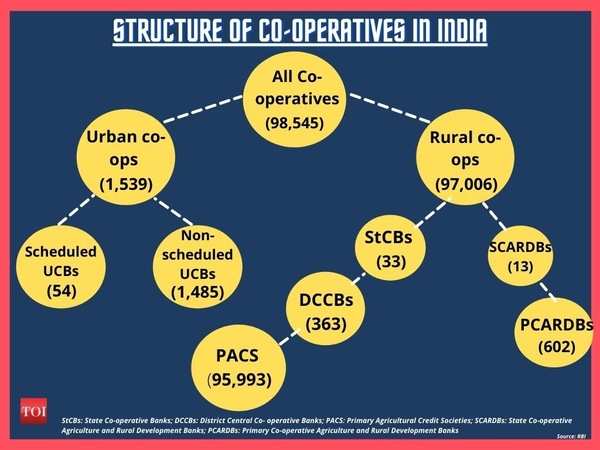 STRUCTURE OF CO-OPERATIVES IN INDIA
All Co-
operatives
(98,545)
Urban co-
ops
(1,539)
Rural co-
ops
(97,006)
Scheduled
UCBs
(54)
Non-
scheduled
UCBs
(1,485)
StCBs
(33)
SCARDBs
(13)
DCCBs
(363)
PCARDBs
(602)
PACS
(95,993)
TOI
StCBs: State Co-operative Banks; DCCBs: District Central Co- operative Banks; PACS: Primary Agricultural Credit Societies; SCARDBs: State Co-operative
Agriculture and Rural Development Banks; PCARDBs: Primary Co-operative Agriculture and Rural Development Banks
Source: RBI